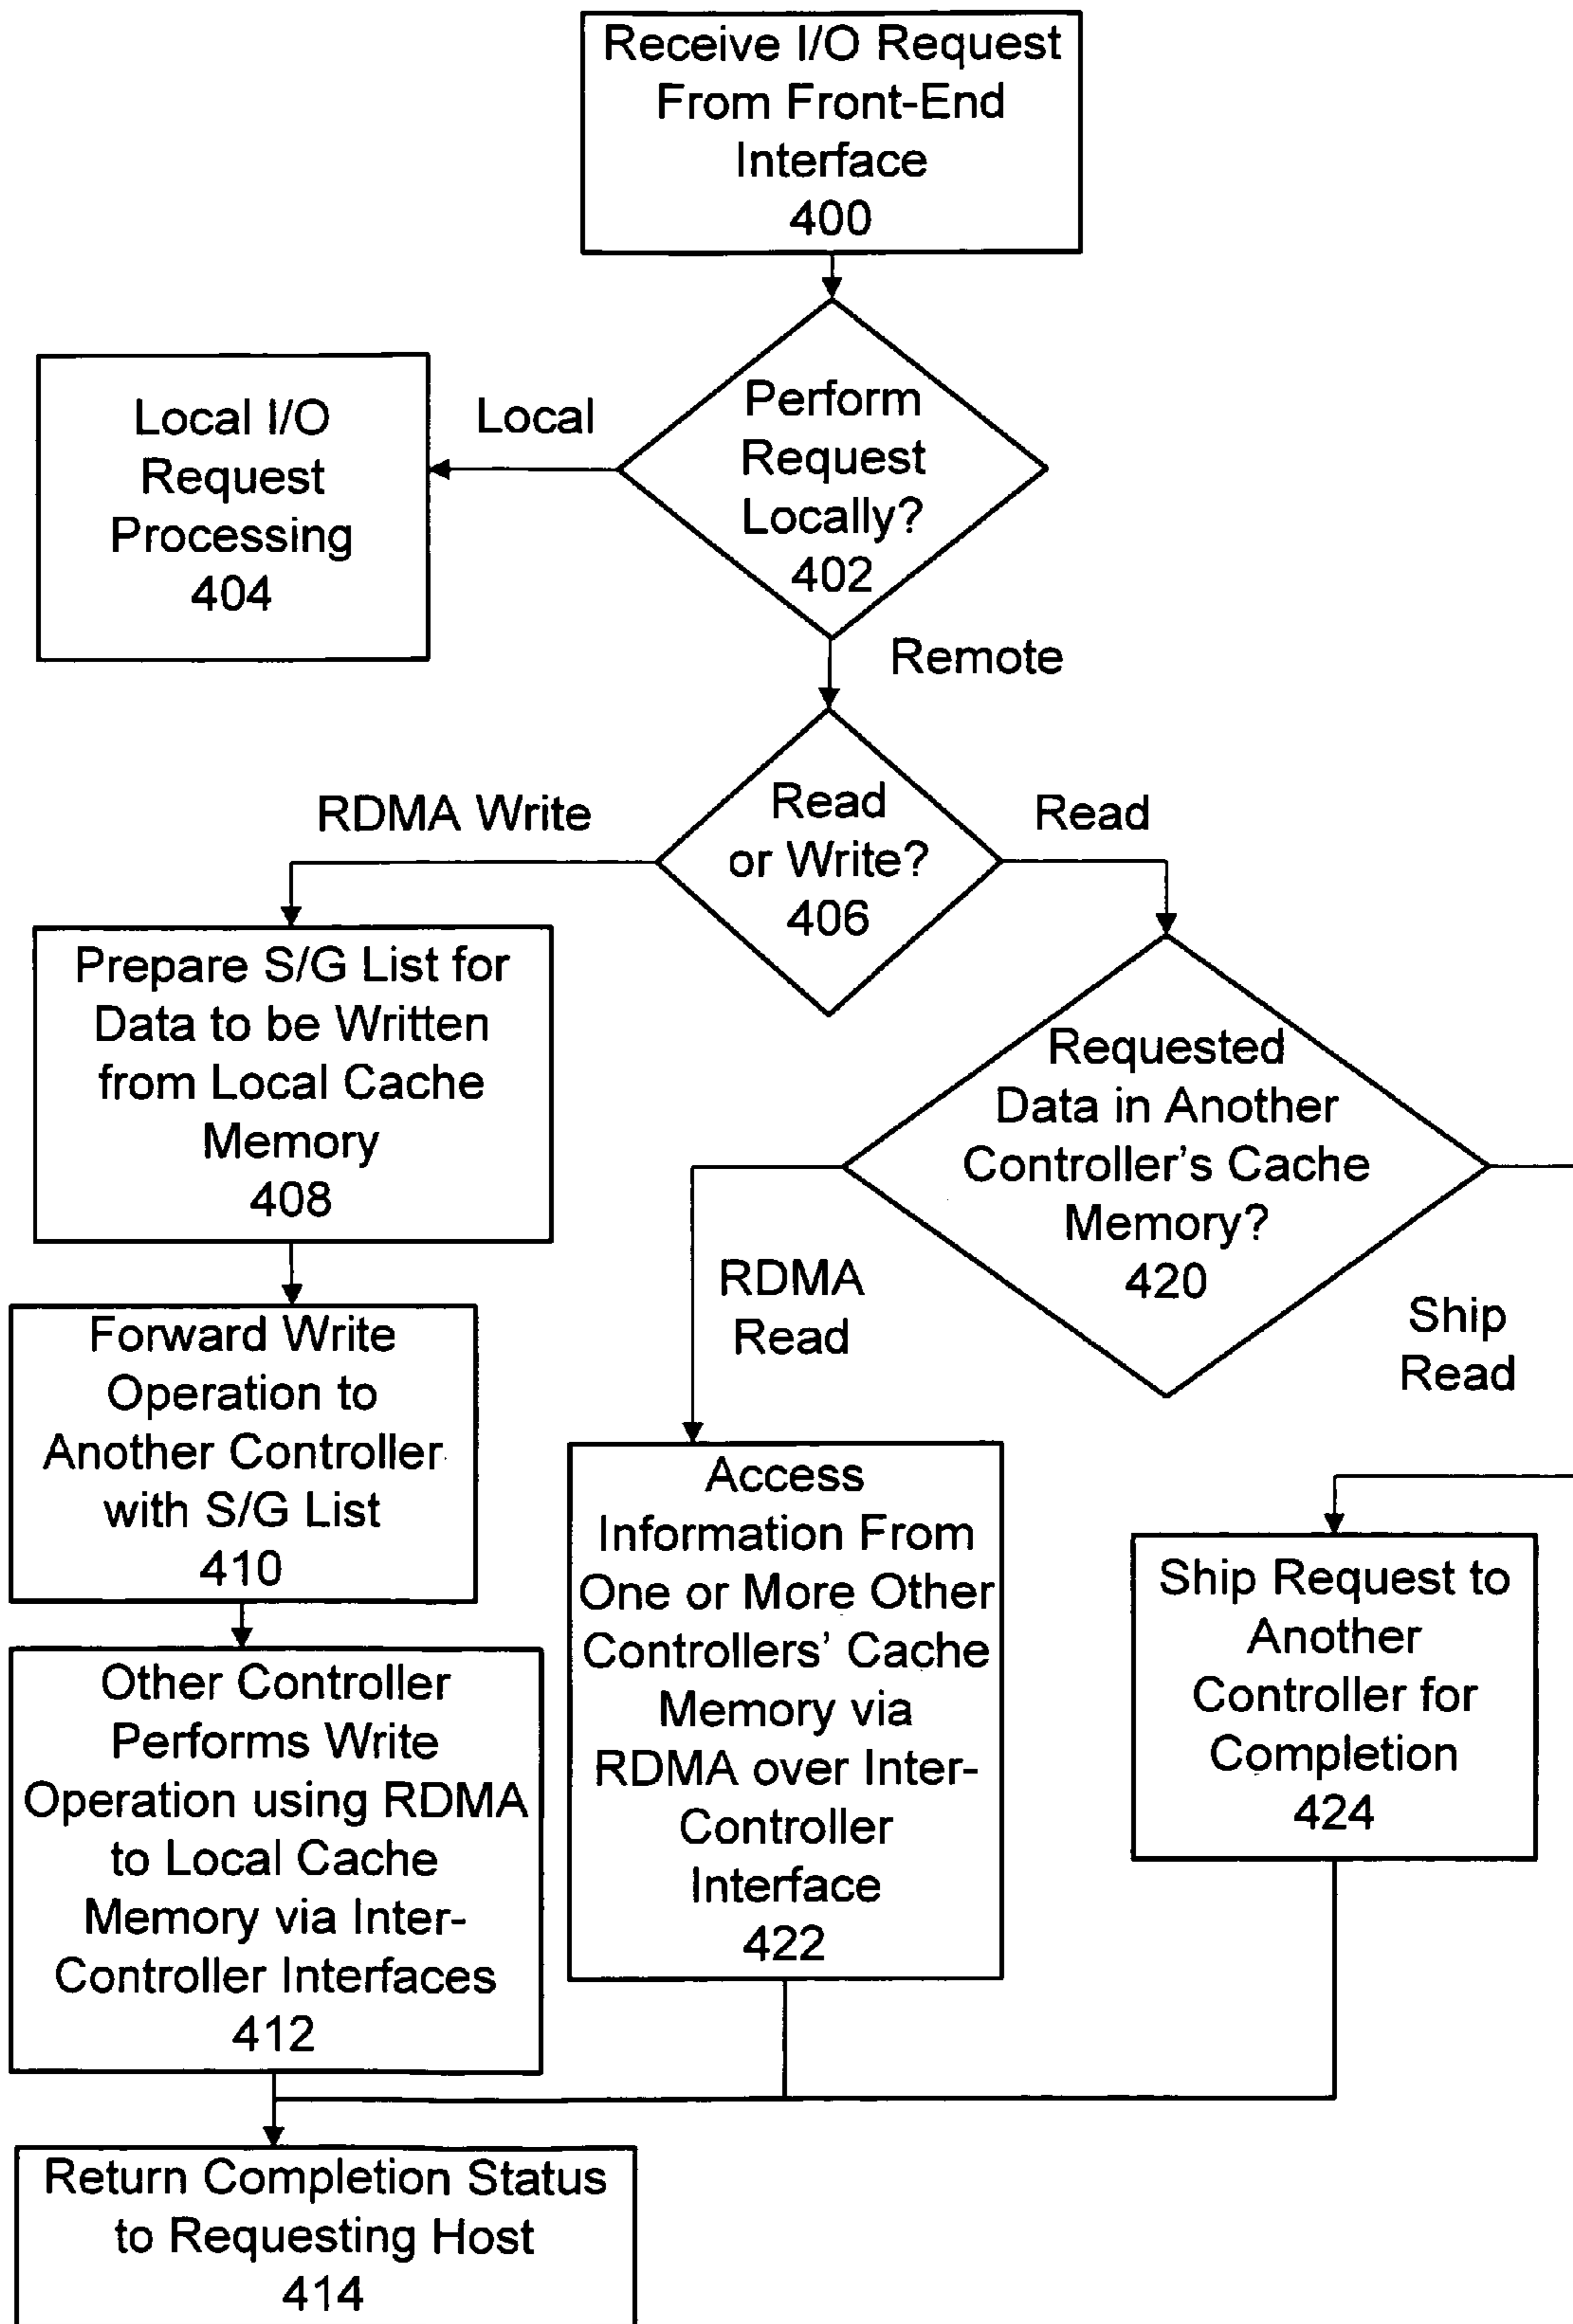 Receive I/O Request
From Front-End
Interface
400
Perform
Request
Locally?
402
Local
Local I/O
Request
Processing
404
Remote
Read
or Write?
406
RDMA Write
Read
Prepare S/G List for
Data to be Written
from Local Cache
Memory
408
Requested
Data in Another
Controller's Cache
Memory?
420
RDMA
Read
Ship
Read
Forward Write
Operation to
Another Controller
with S/G List
410
Access
Information From
One or More Other
Controllers' Cache
Memory via
RDMA over Inter-
Controller
Interface
422
Ship Request to
Another
Controller for
Completion
424
Other Controller
Performs Write
Operation using RDMA
to Local Cache
Memory via Inter-
Controller Interfaces
412
Return Completion Status
to Requesting Host
414